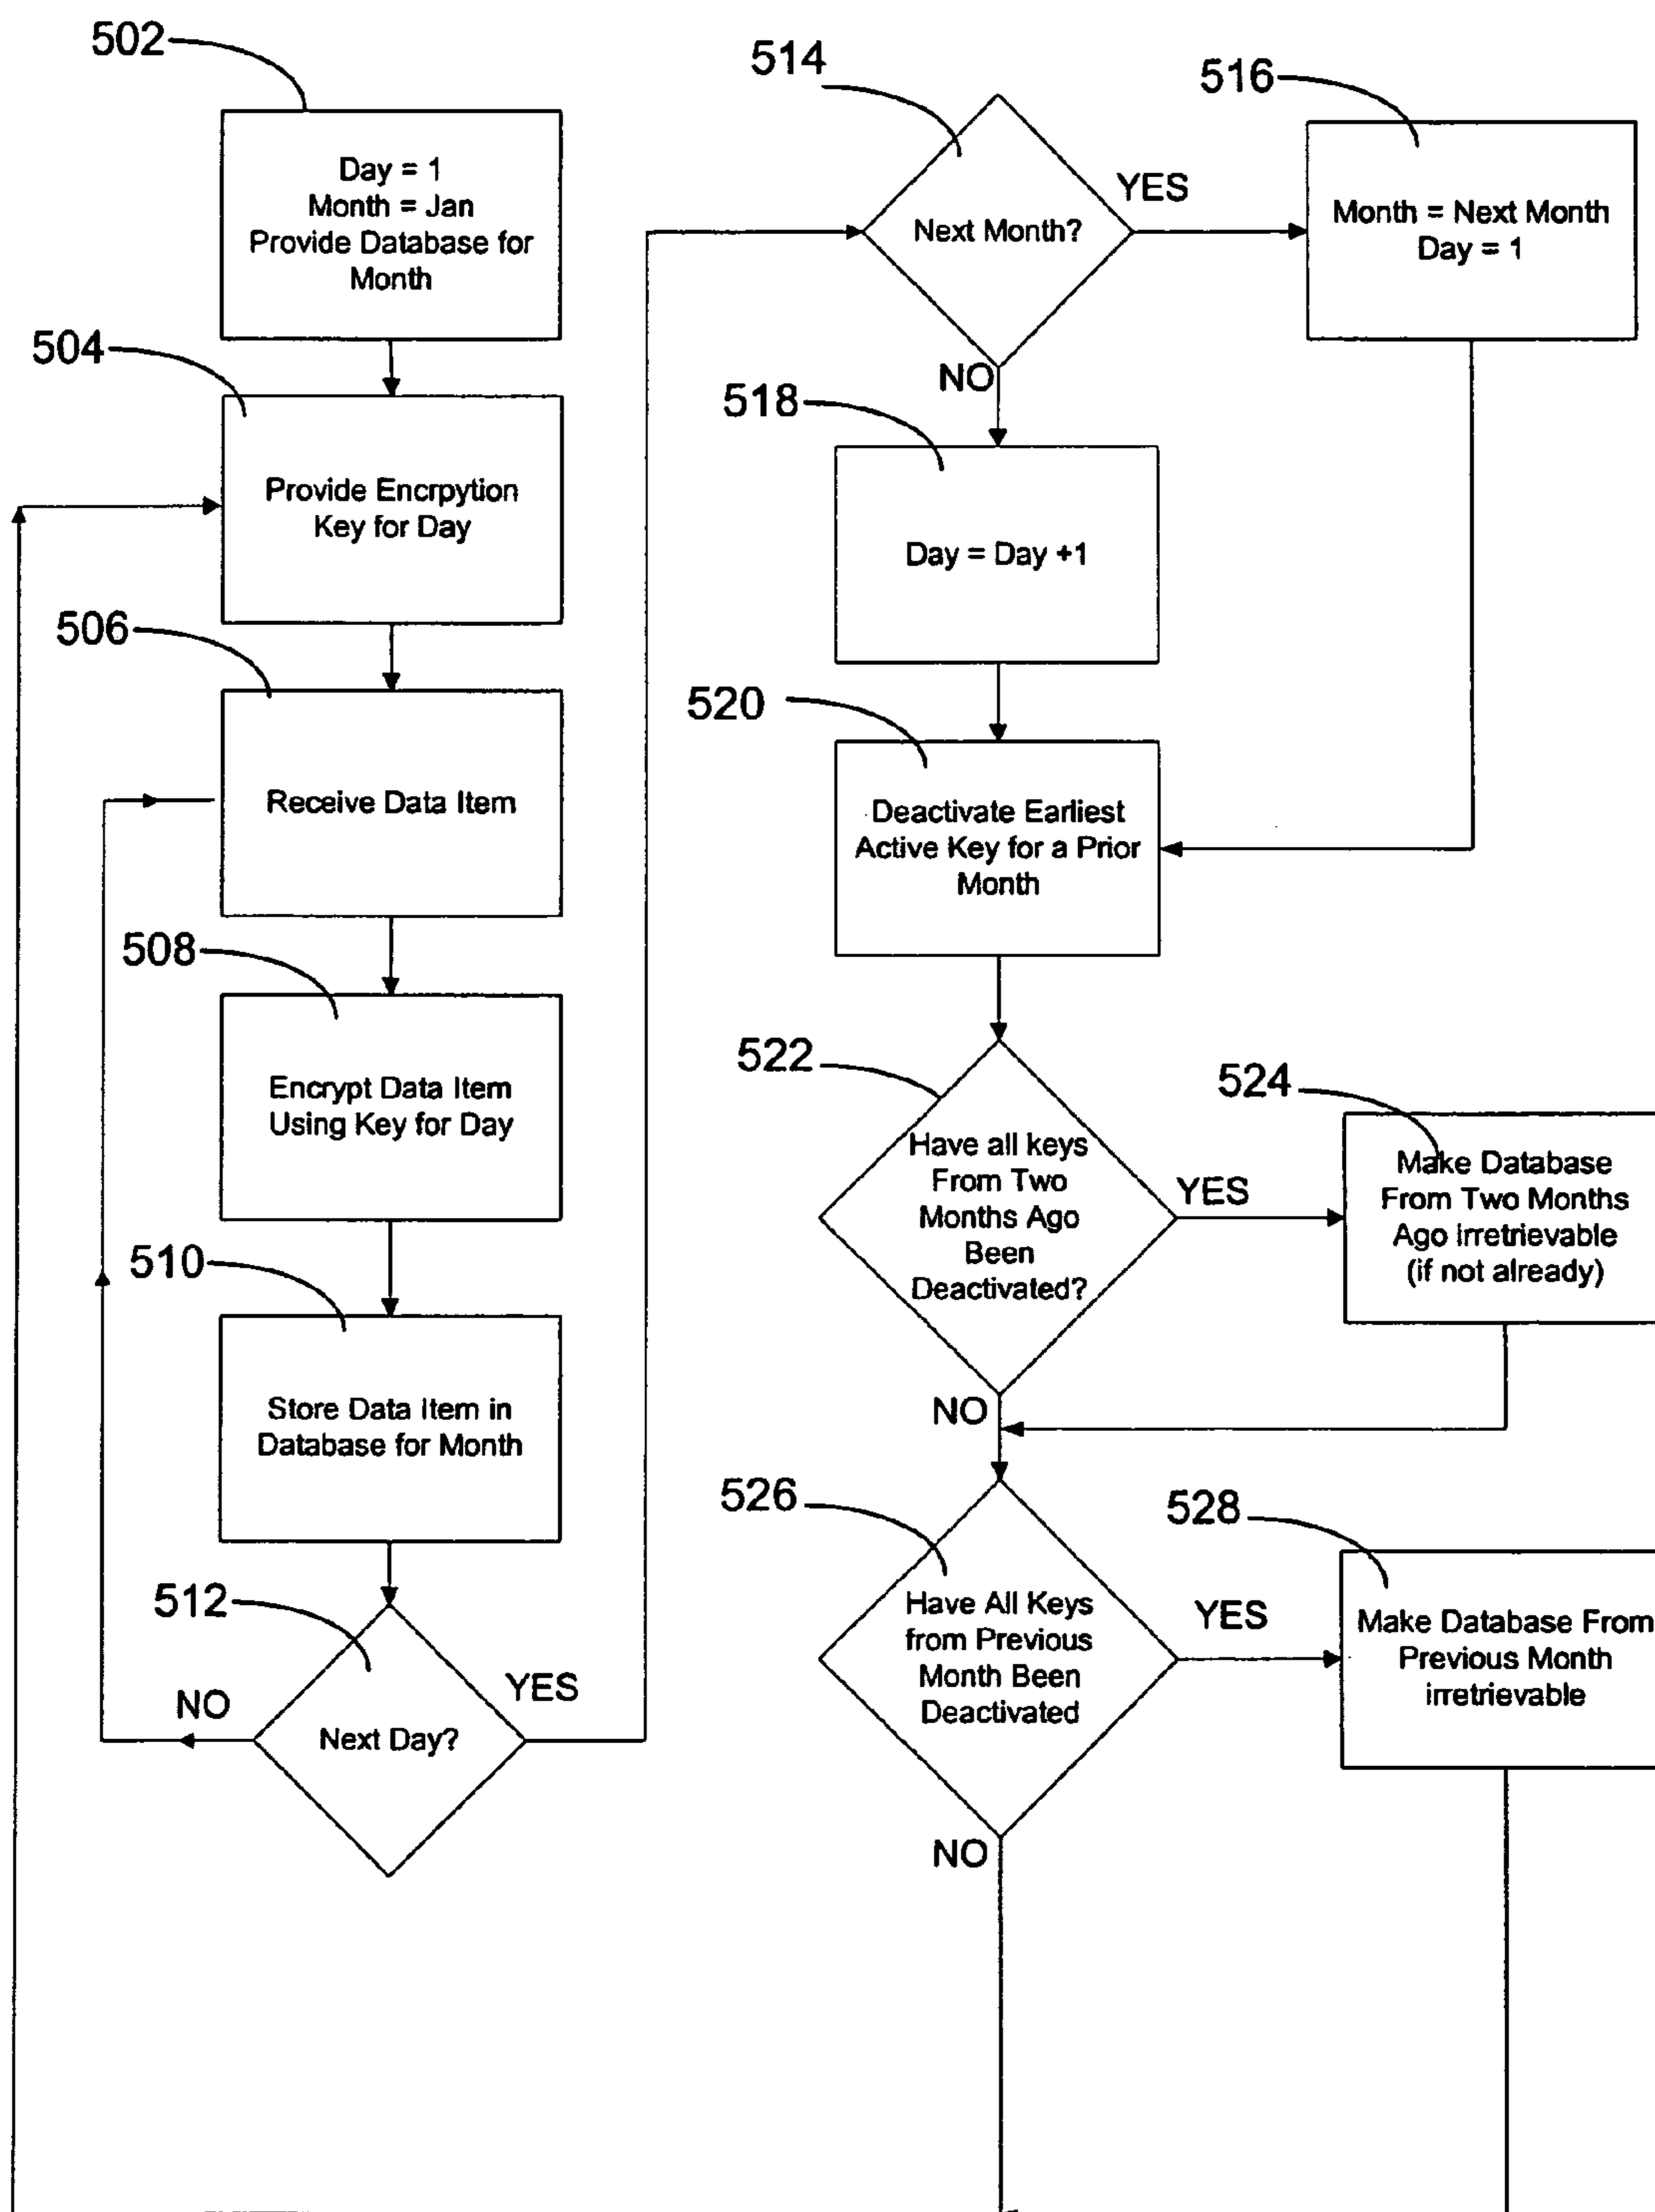 502
Day = 1
Month = Jan
Provide Database for
Month
504
Provide Encrpytion
Key for Day
506
Receive Data Item
508
Encrypt Data Item
Using Key for Day
510
Store Data Item in
Database for Month
512
Next Day?
NO
YES
514
Next Month?
YES
NO
516
Month = Next Month
Day = 1
518
Day = Day +1
520
Deactivate Earliest
Active Key for a Prior
Month
522
Have all keys
From Two
Months Ago
Been
Deactivated?
YES
NO
524
Make Database
From Two Months
Ago irretrievable
(if not already)
526
Have All Keys
from Previous
Month Been
Deactivated
YES
NO
528
Make Database From
Previous Month
irretrievable